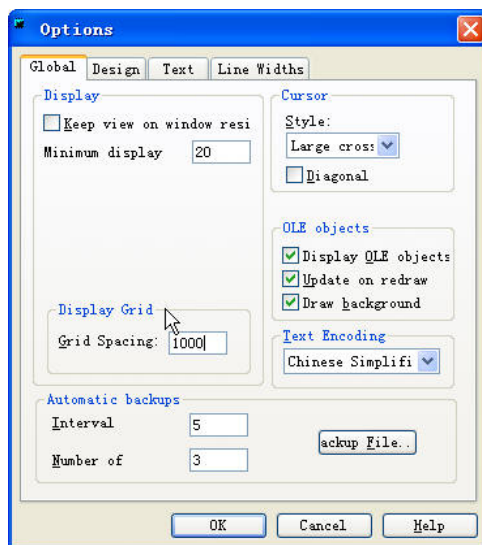 Options
Global
Design
Text
Line Widths
Display
Keep view on window resi
Minimum display
20
Display Grid
Grid Spacing:
1000
Cursor
Style:
Large cross
Diagonal
OLE objects
Display OLE objects
Update on redraw
Draw background
Text Encoding
Chinese Simplifi
Automatic backups
Interval
5
Number of
3
ackup File..
OK
Cancel
Help